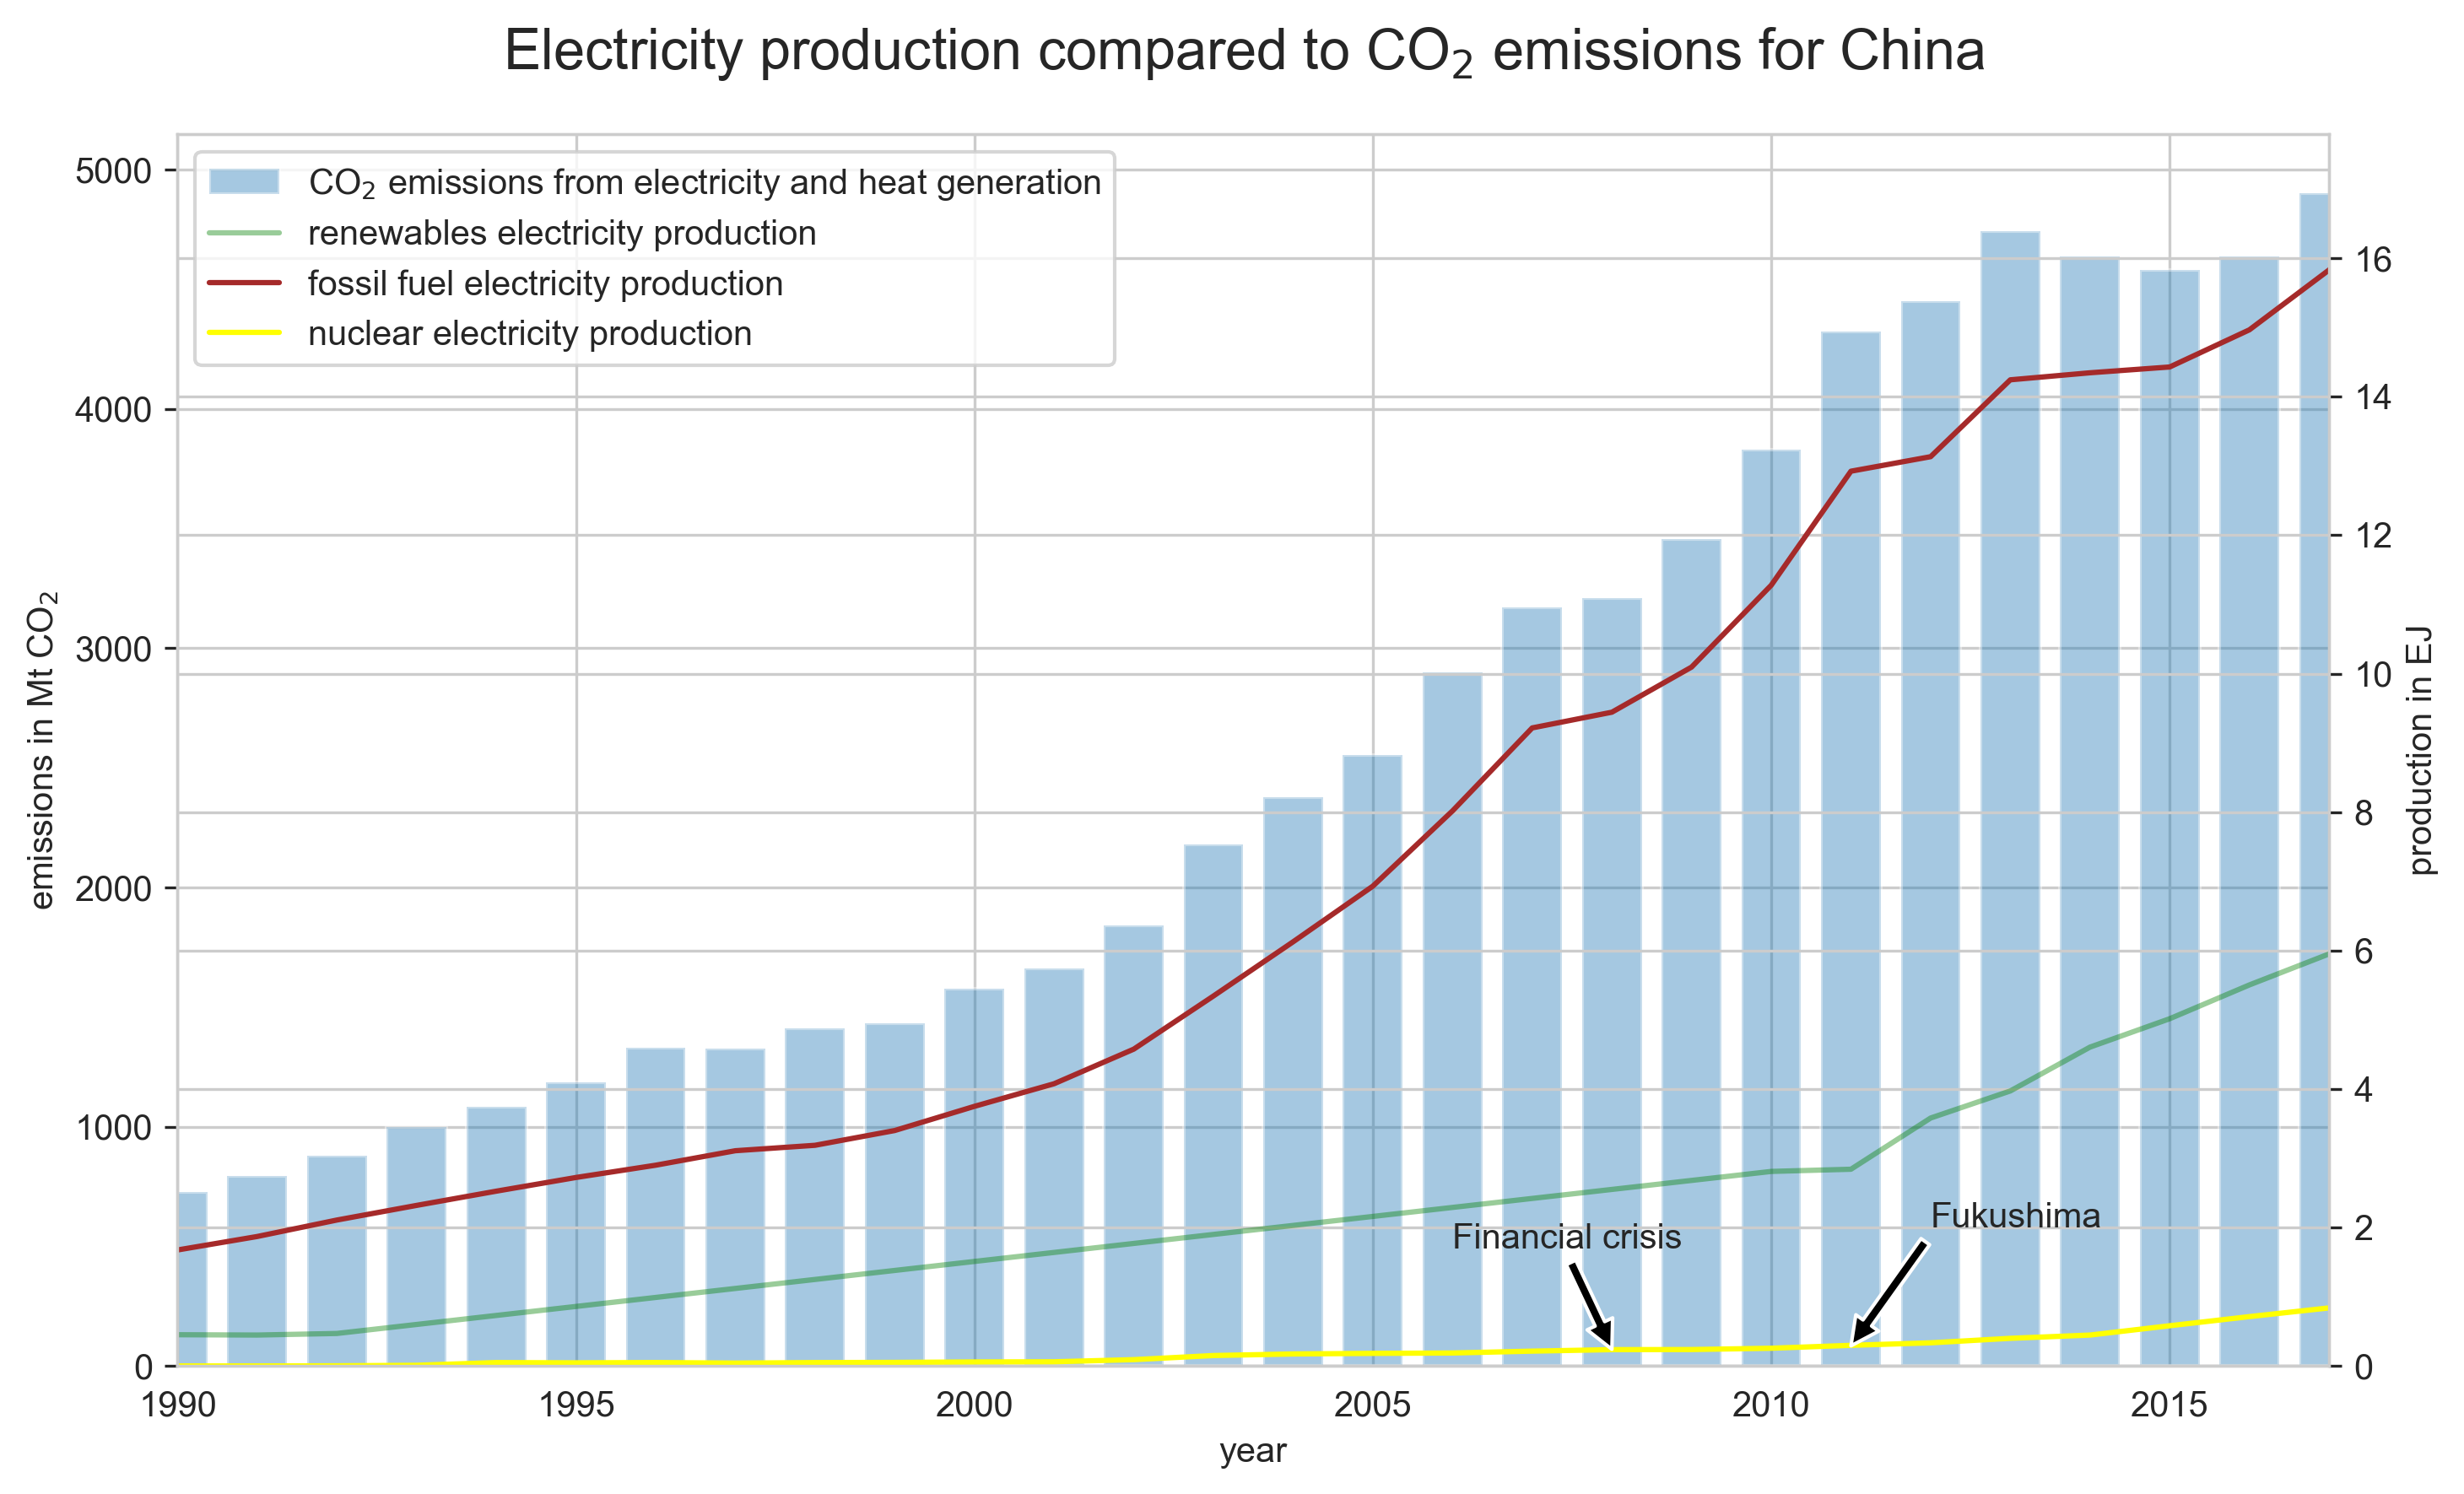 Electricity production compared to CO₂ emissions for China
CO₂ emissions from electricity and heat generation
renewables electricity production
fossil fuel electricity production
nuclear electricity production
emissions in Mt CO₂
5000
4000
3000
2000
1000
0
production in EJ
16
14
12
10
8
6
4
2
0
Financial crisis
Fukushima
1990 1995 2000 2005 2010 2015
year